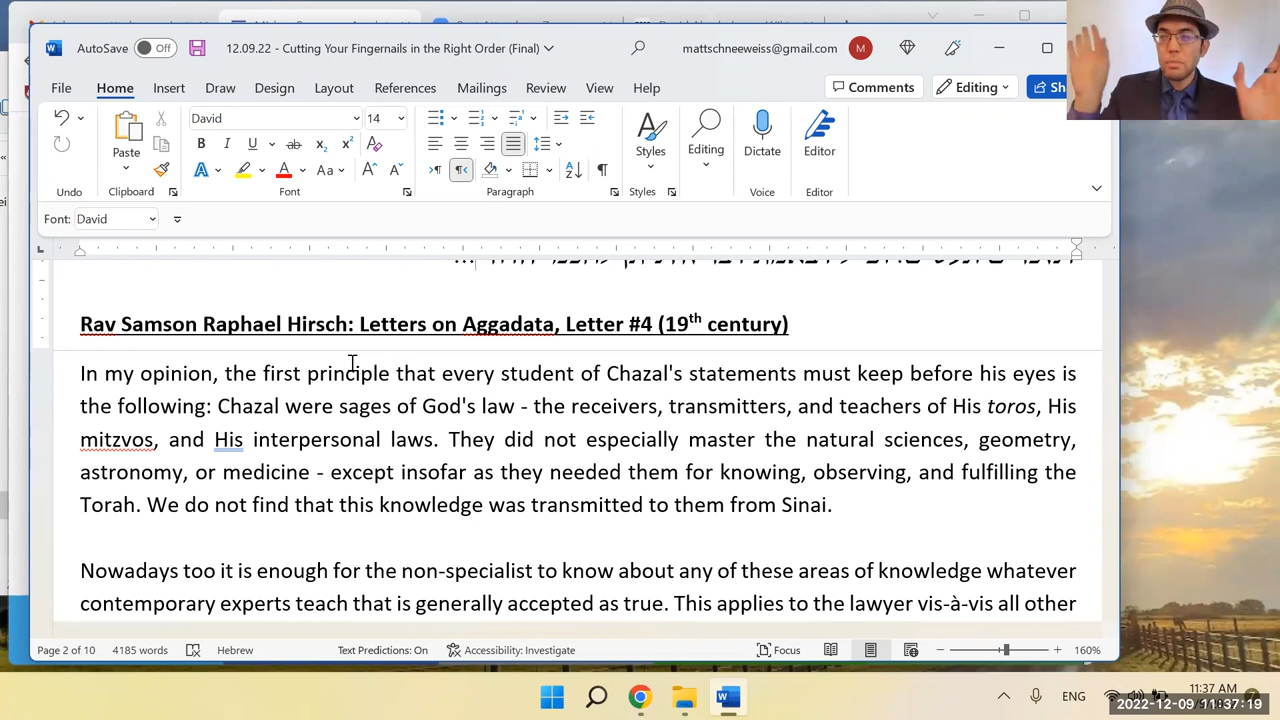 AutoSave
Off
12.09.22 - Cutting Your Fingernails in the Right Order (Final)
mattschneeweiss@gmail.com
M
File
Home
Insert
Draw
Design
Layout
References
Mailings
Review
View
Help
Comments
Editing
Sh
David
14
Paste
Styles
Editing
Dictate
Editor
Undo
Clipboard
Font
Paragraph
Styles
Voice
Editor
Font:
David
Rav Samson Raphael Hirsch: Letters on Aggadata, Letter #4 (19th century)
In my opinion, the first principle that every student of Chazal's statements must keep before his eyes is
the following: Chazal were sages of God's law - the receivers, transmitters, and teachers of His toros, His
mitzvos, and His interpersonal laws. They did not especially master the natural sciences, geometry,
astronomy, or medicine - except insofar as they needed them for knowing, observing, and fulfilling the
Torah. We do not find that this knowledge was transmitted to them from Sinai.
Nowadays too it is enough for the non-specialist to know about any of these areas of knowledge whatever
contemporary experts teach that is generally accepted as true. This applies to the lawyer vis-à-vis all other
Page 2 of 10
4185 words
Hebrew
Text Predictions: On
Accessibility: Investigate
Focus
160%
ENG
11:37 AM
2022-12-09 11:37:19